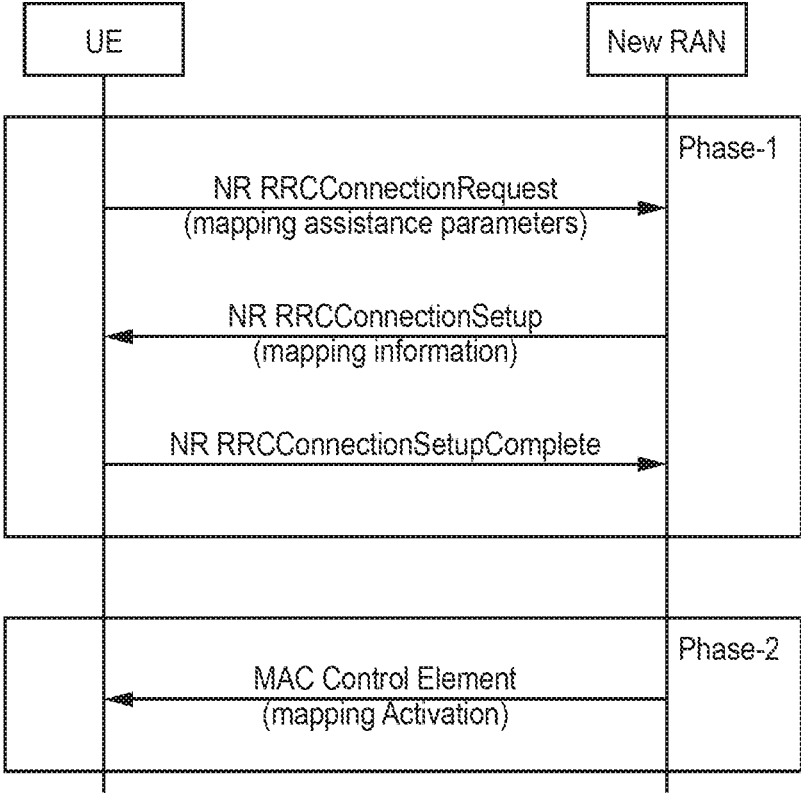 UE
New RAN
Phase-1
NR RRCConnectionRequest
(mapping assistance parameters)
NR RRCConnectionSetup
(mapping information)
NR RRCConnectionSetupComplete
Phase-2
MAC Control Element
(mapping Activation)